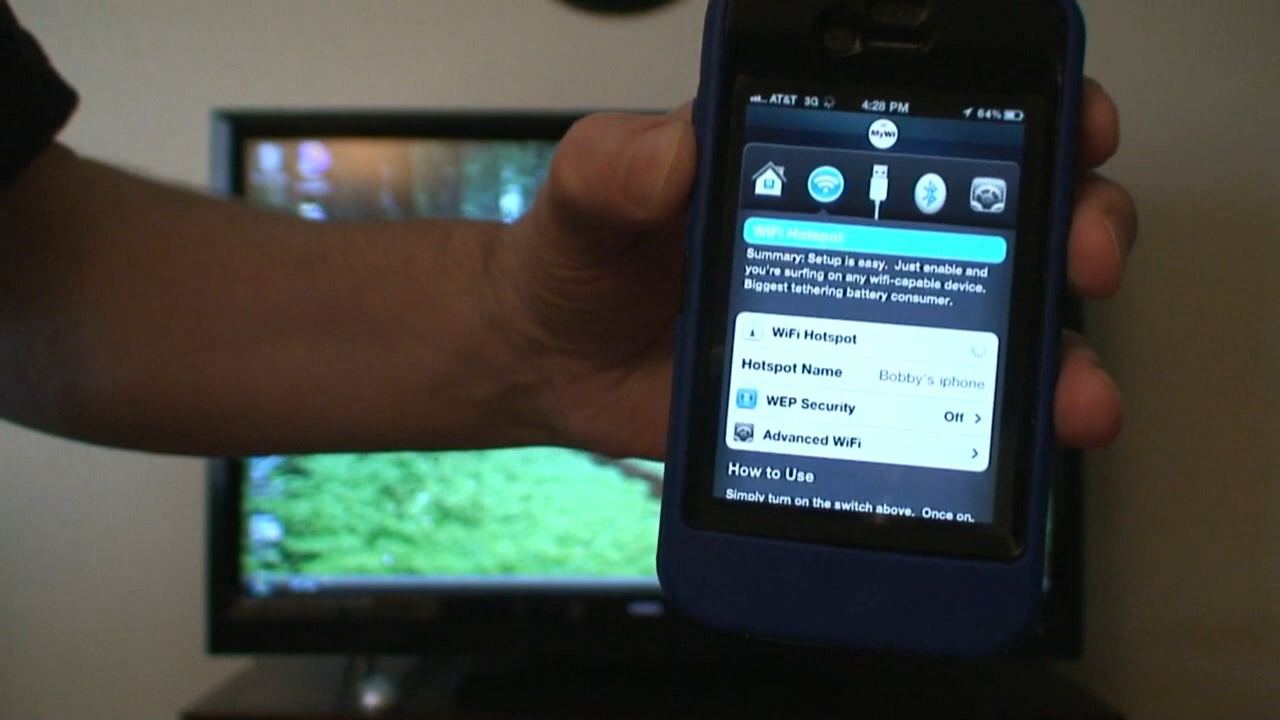 AT&T 3G 4:28 PM 64%
MyWi
WiFi Hotspot
Summary: Setup is easy. Just enable and
you're surfing on any wifi-capable device.
Biggest tethering battery consumer.
WiFi Hotspot
Hotspot Name Bobby's iphone
WEP Security Off
Advanced WiFi
How to Use
Simply turn on the switch above. Once on,